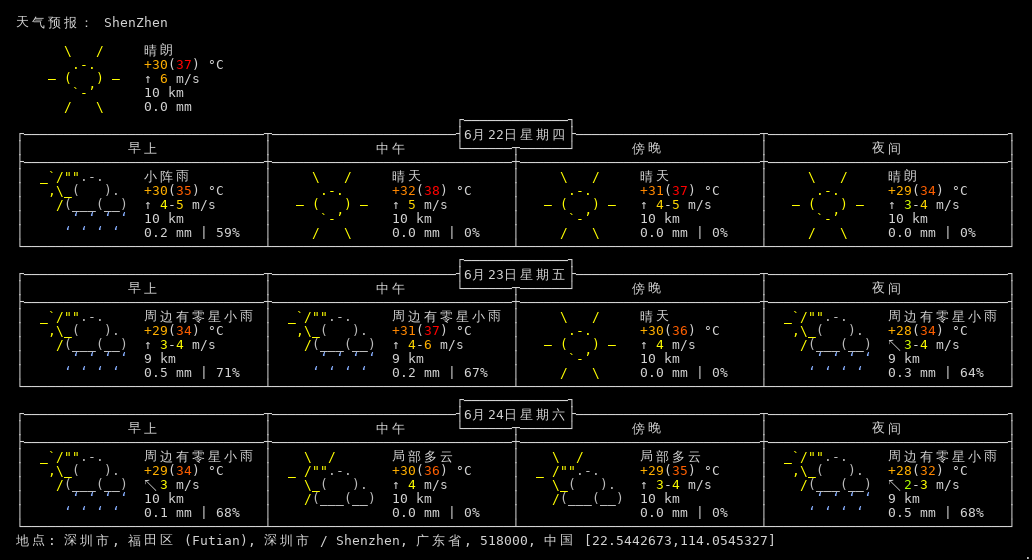 天气预报： ShenZhen
晴朗
+30(37) °C
↑ 6 m/s
10 km
0.0 mm
6月22日星期四
早上 中午 傍晚 夜间
小阵雨 晴天 晴天 晴朗
+30(35) °C +32(38) °C +31(37) °C +29(34) °C
↑ 4-5 m/s ↑ 5 m/s ↑ 4-5 m/s ↑ 3-4 m/s
10 km 10 km 10 km 10 km
0.2 mm | 59% 0.0 mm | 0% 0.0 mm | 0% 0.0 mm | 0%
6月23日星期五
早上 中午 傍晚 夜间
周边有零星小雨 周边有零星小雨 晴天 周边有零星小雨
+29(34) °C +31(37) °C +30(36) °C +28(34) °C
↑ 3-4 m/s ↑ 4-6 m/s ↑ 4 m/s ↖ 3-4 m/s
9 km 9 km 10 km 9 km
0.5 mm | 71% 0.2 mm | 67% 0.0 mm | 0% 0.3 mm | 64%
6月24日星期六
早上 中午 傍晚 夜间
周边有零星小雨 局部多云 局部多云 周边有零星小雨
+29(34) °C +30(36) °C +29(35) °C +28(32) °C
↖ 3 m/s ↑ 4 m/s ↑ 3-4 m/s ↖ 2-3 m/s
10 km 10 km 10 km 9 km
0.1 mm | 68% 0.0 mm | 0% 0.0 mm | 0% 0.5 mm | 68%
地点: 深圳市, 福田区 (Futian), 深圳市 / Shenzhen, 广东省, 518000, 中国 [22.5442673,114.0545327]